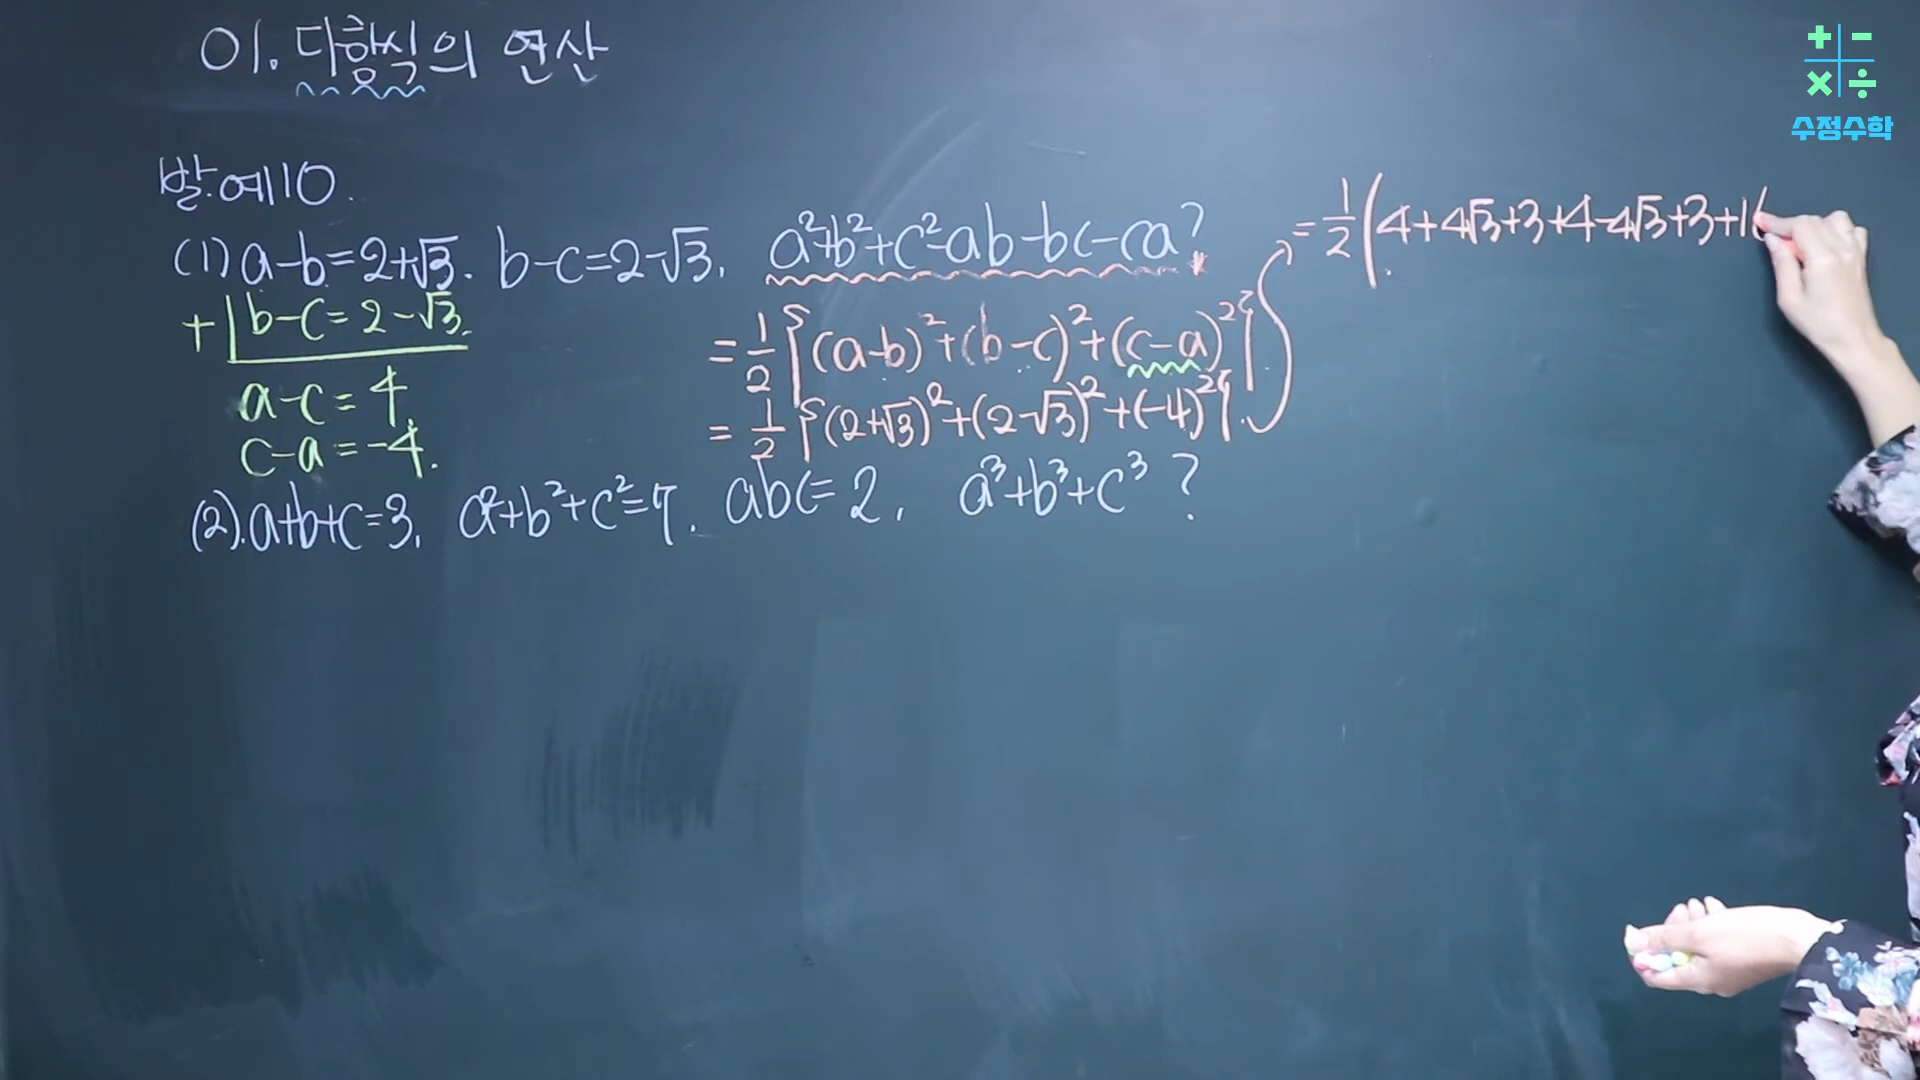 01. 다항식의 연산
발.예10.
(1) a-b=2+√3. b-c=2-√3, a²+b²+c²-ab-bc-ca?
+ b-c=2-√3.
a-c=4.
c-a=-4.
=1/2{(a-b)²+(b-c)²+(c-a)²}.
=1/2{(2+√3)²+(2-√3)²+(-4)²}.
=1/2(4+4√3+3+4-4√3+3+16
(2). a+b+c=3, a²+b²+c²=7. abc=2, a³+b³+c³?
+ - × ÷
수정수학